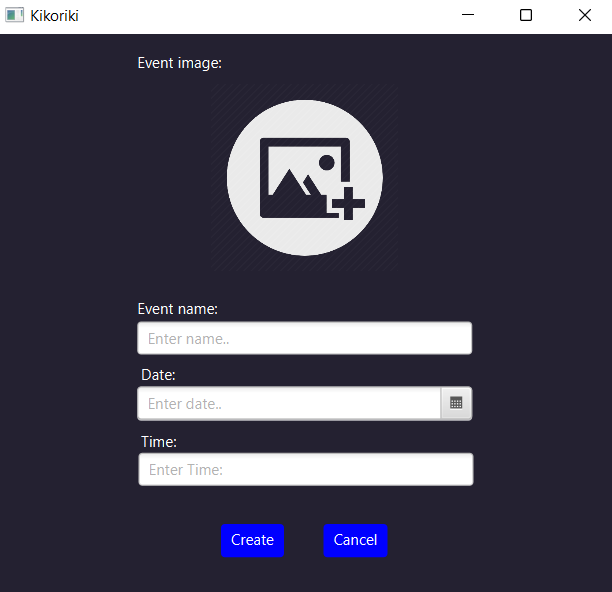 Kikoriki
Event image:
Event name:
Enter name..
Date:
Enter date..
Time:
Enter Time:
Create
Cancel